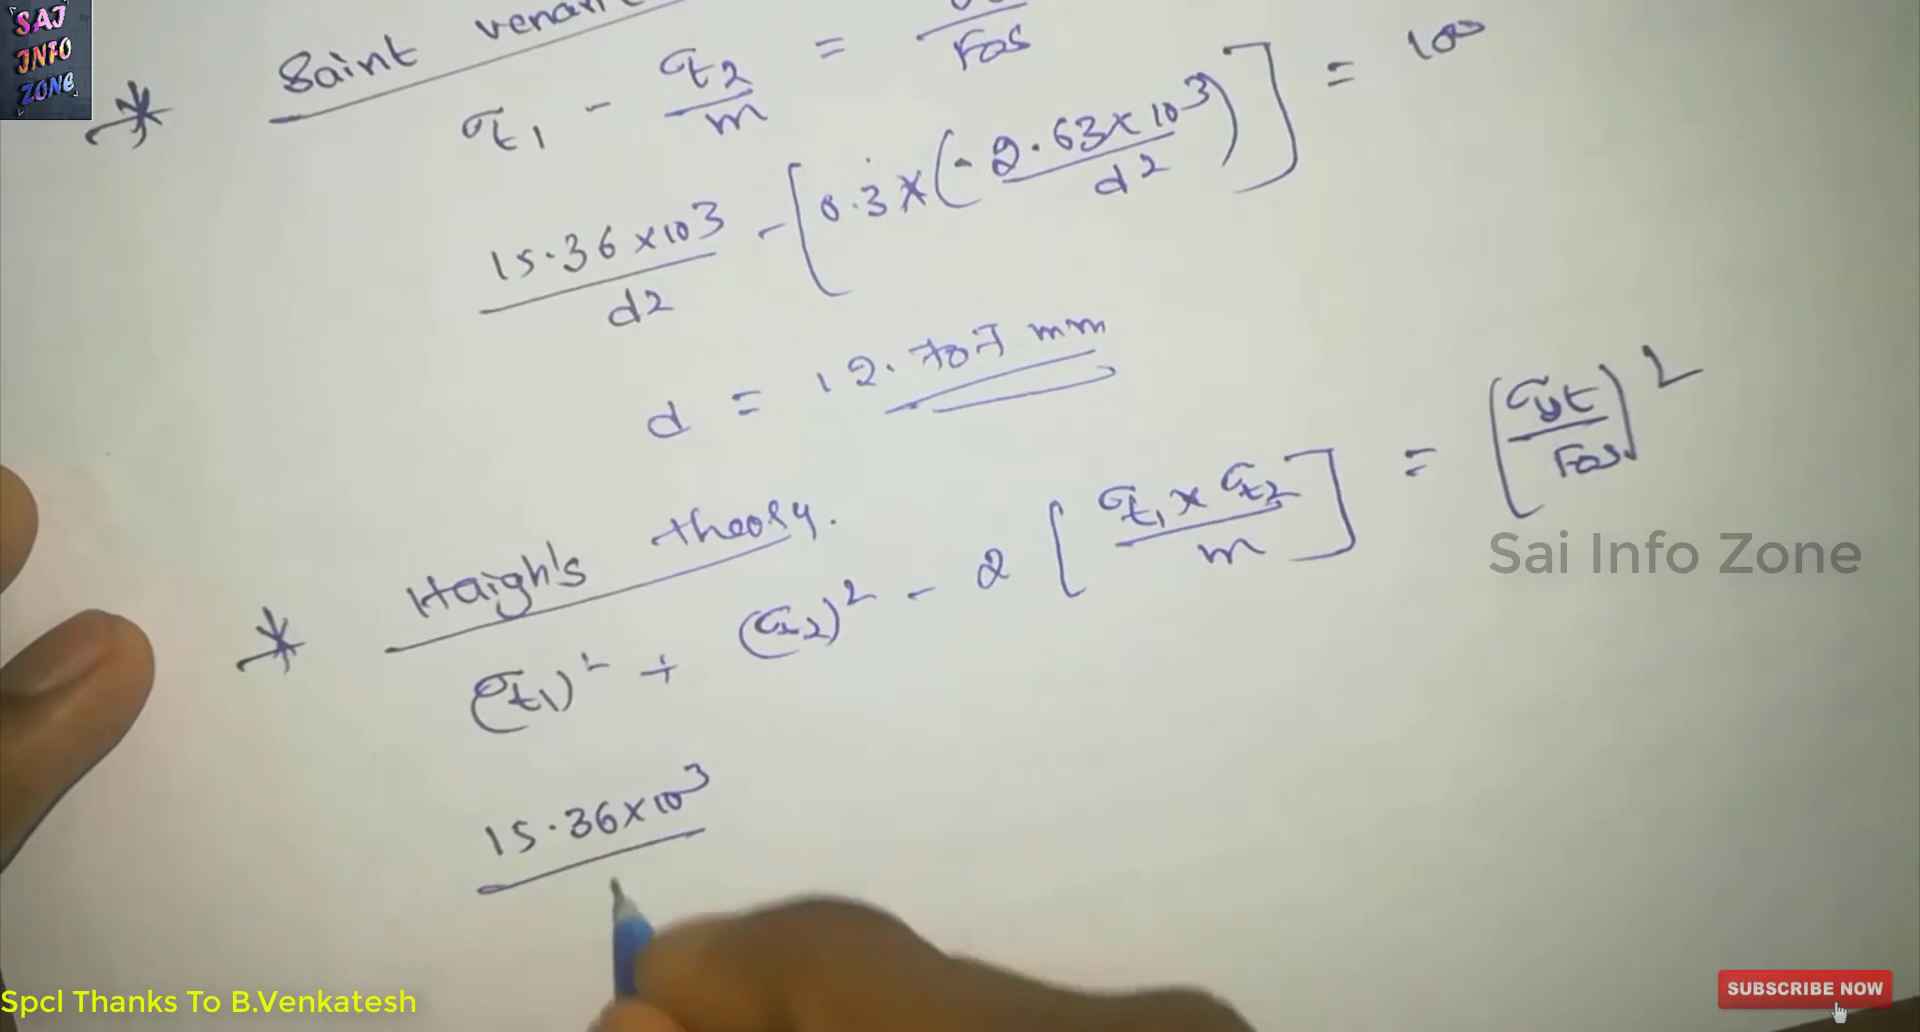 SAI
INFO
ZONE
* Saint venan
σt1 - σt2/m = /Fos
15.36×10³/d² - [0.3×(-2.63×10³/d²)] = 100
d = 12.707 mm
* Haigh's theory.
(σt1)² + (σt2)² - 2[σt1×σt2/m] = [σyt/Fos]²
15.36×10³
Sai Info Zone
Spcl Thanks To B.Venkatesh
SUBSCRIBE NOW